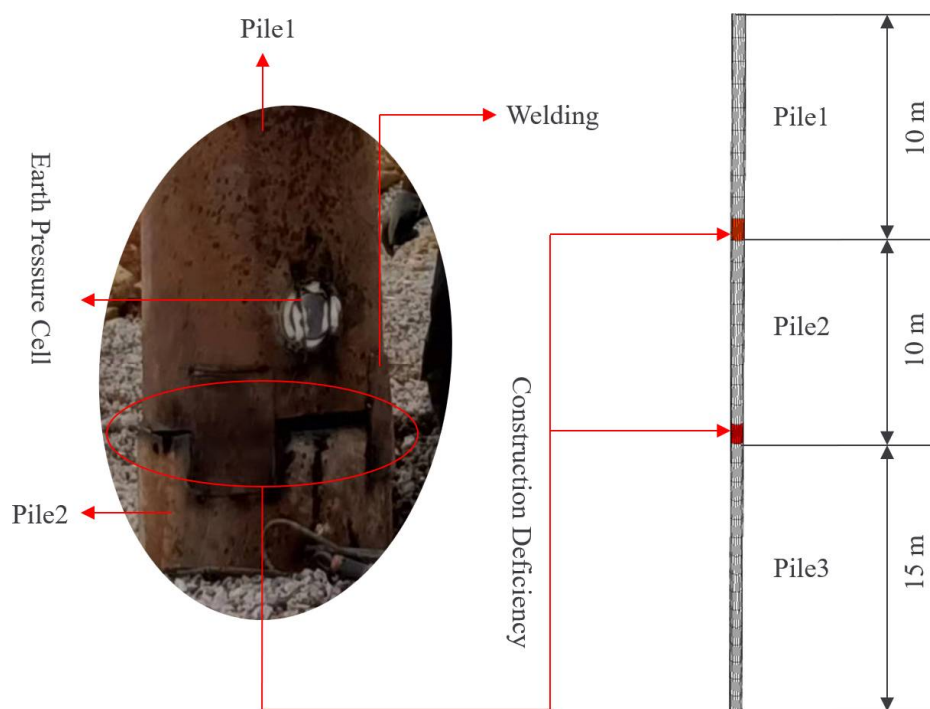 Pile1
Welding
Earth Pressure Cell
Pile2
Construction Deficiency
Pile1
10 m
Pile2
10 m
Pile3
15 m